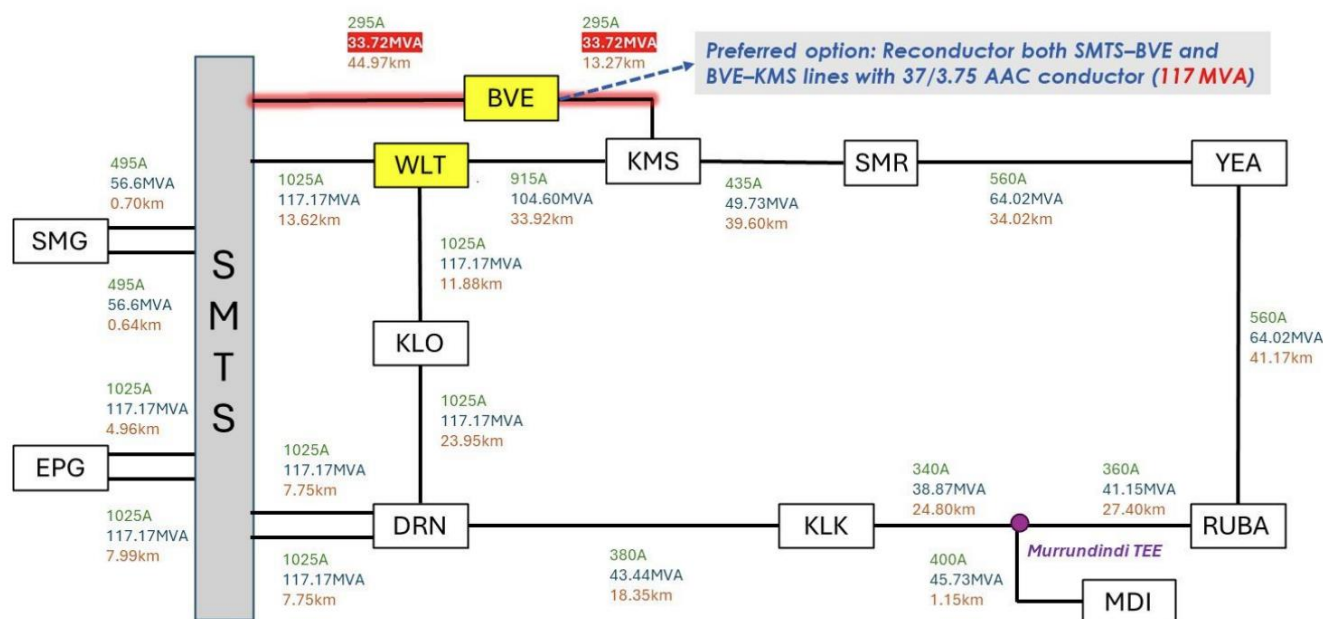 295A
33.72MVA
44.97km
295A
33.72MVA
13.27km
Preferred option: Reconductor both SMTS–BVE and
BVE–KMS lines with 37/3.75 AAC conductor (117 MVA)
BVE
WLT
KMS
SMR
YEA
495A
56.6MVA
0.70km
1025A
117.17MVA
13.62km
915A
104.60MVA
33.92km
435A
49.73MVA
39.60km
560A
64.02MVA
34.02km
SMG
495A
56.6MVA
0.64km
S
M
T
S
1025A
117.17MVA
11.88km
KLO
560A
64.02MVA
41.17km
1025A
117.17MVA
4.96km
EPG
1025A
117.17MVA
7.99km
1025A
117.17MVA
23.95km
1025A
117.17MVA
7.75km
DRN
1025A
117.17MVA
7.75km
380A
43.44MVA
18.35km
KLK
340A
38.87MVA
24.80km
360A
41.15MVA
27.40km
RUBA
Murrundindi TEE
400A
45.73MVA
1.15km
MDI